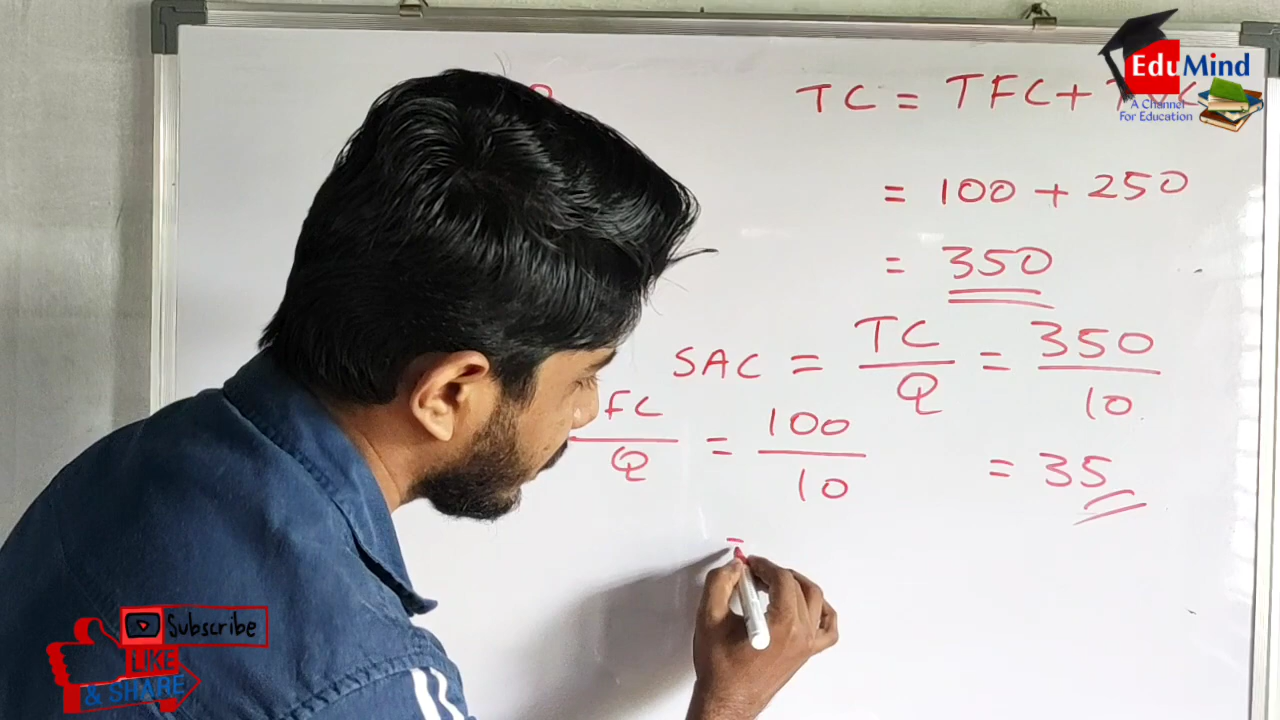 EduMind
A Channel
For Education
TC = TFC +
= 100 + 250
= 350
SAC = TC/Q = 350/10
= 35
FC/Q = 100/10
=
Subscribe
LIKE
& SHARE